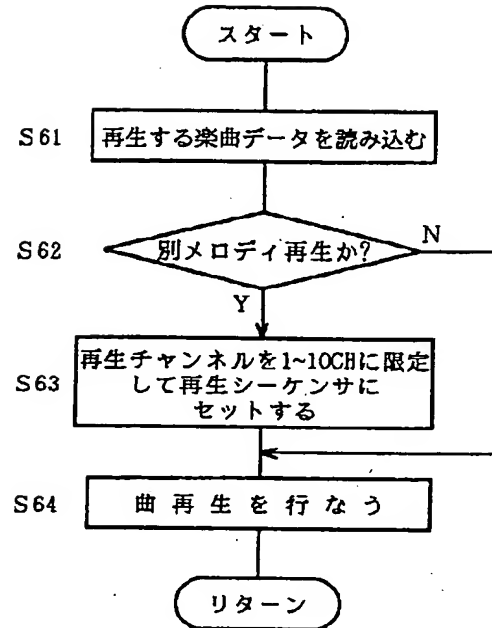 スタート
S61 再生する楽曲データを読み込む
S62 別メロディ再生か? N
Y
再生チャンネルを1~10CHに限定
S63 して再生シーケンサに
セットする
S64 曲再生を行なう
リターン